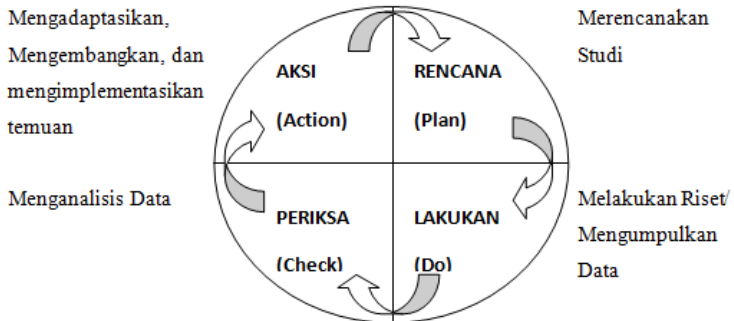 Mengadaptasikan,
Mengembangkan, dan
mengimplementasikan
temuan
AKSI
(Action)
RENCANA
(Plan)
Merencanakan
Studi
Menganalisis Data
PERIKSA
(Check)
LAKUKAN
(Do)
Melakukan Riset/
Mengumpulkan
Data